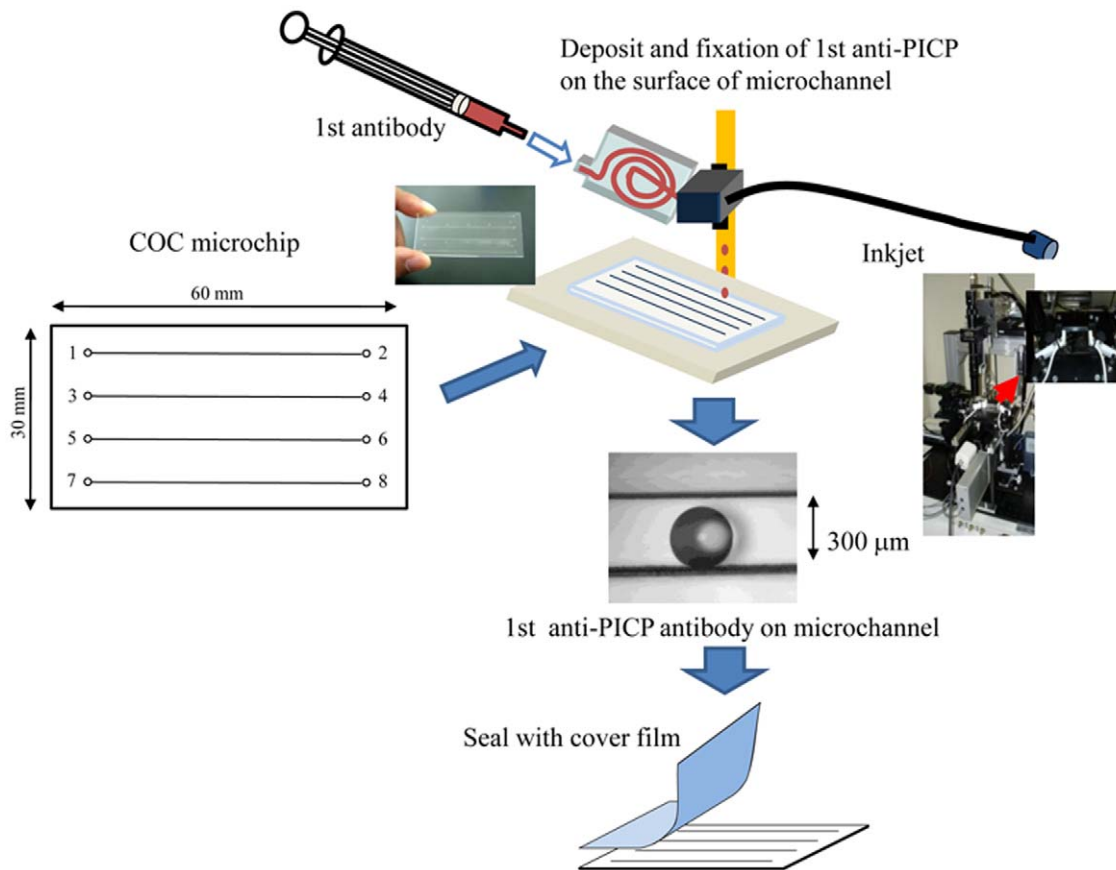 Deposit and fixation of 1st anti-PICP
on the surface of microchannel
1st antibody
COC microchip
Inkjet
60 mm
30 mm
1
2
3
4
5
6
7
8
300 μm
1st anti-PICP antibody on microchannel
Seal with cover film